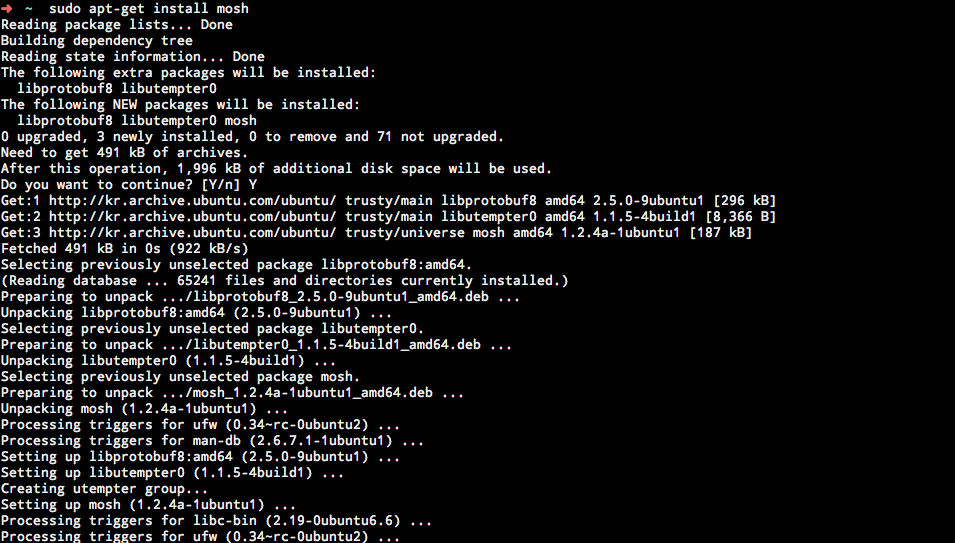 ➜ ~ sudo apt-get install mosh
Reading package lists... Done
Building dependency tree
Reading state information... Done
The following extra packages will be installed:
  libprotobuf8 libutempter0
The following NEW packages will be installed:
  libprotobuf8 libutempter0 mosh
0 upgraded, 3 newly installed, 0 to remove and 71 not upgraded.
Need to get 491 kB of archives.
After this operation, 1,996 kB of additional disk space will be used.
Do you want to continue? [Y/n] Y
Get:1 http://kr.archive.ubuntu.com/ubuntu/ trusty/main libprotobuf8 amd64 2.5.0-9ubuntu1 [296 kB]
Get:2 http://kr.archive.ubuntu.com/ubuntu/ trusty/main libutempter0 amd64 1.1.5-4build1 [8,366 B]
Get:3 http://kr.archive.ubuntu.com/ubuntu/ trusty/universe mosh amd64 1.2.4a-1ubuntu1 [187 kB]
Fetched 491 kB in 0s (922 kB/s)
Selecting previously unselected package libprotobuf8:amd64.
(Reading database ... 65241 files and directories currently installed.)
Preparing to unpack .../libprotobuf8_2.5.0-9ubuntu1_amd64.deb ...
Unpacking libprotobuf8:amd64 (2.5.0-9ubuntu1) ...
Selecting previously unselected package libutempter0.
Preparing to unpack .../libutempter0_1.1.5-4build1_amd64.deb ...
Unpacking libutempter0 (1.1.5-4build1) ...
Selecting previously unselected package mosh.
Preparing to unpack .../mosh_1.2.4a-1ubuntu1_amd64.deb ...
Unpacking mosh (1.2.4a-1ubuntu1) ...
Processing triggers for ufw (0.34~rc-0ubuntu2) ...
Processing triggers for man-db (2.6.7.1-1ubuntu1) ...
Setting up libprotobuf8:amd64 (2.5.0-9ubuntu1) ...
Setting up libutempter0 (1.1.5-4build1) ...
Creating utempter group...
Setting up mosh (1.2.4a-1ubuntu1) ...
Processing triggers for libc-bin (2.19-0ubuntu6.6) ...
Processing triggers for ufw (0.34~rc-0ubuntu2) ...